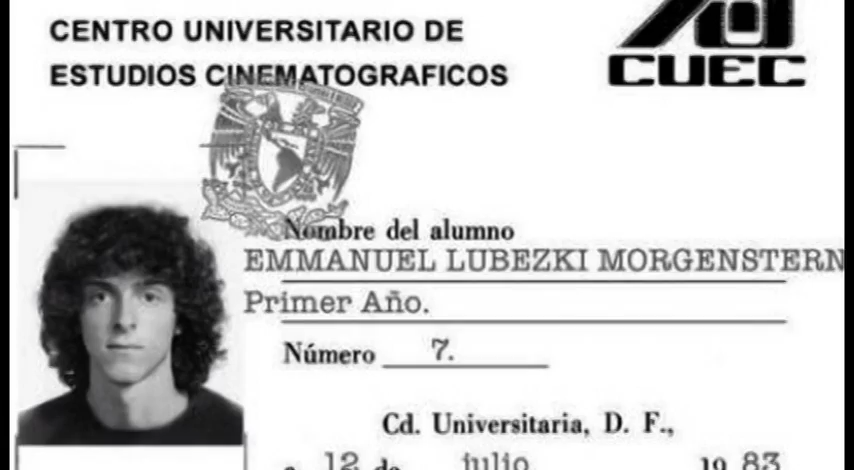 CENTRO UNIVERSITARIO DE
ESTUDIOS CINEMATOGRAFICOS
CUEC
Nombre del alumno
EMMANUEL LUBEZKI MORGENSTERN
Primer Año.
Número 7.
Cd. Universitaria, D. F.,
a 12 de julio 19 83